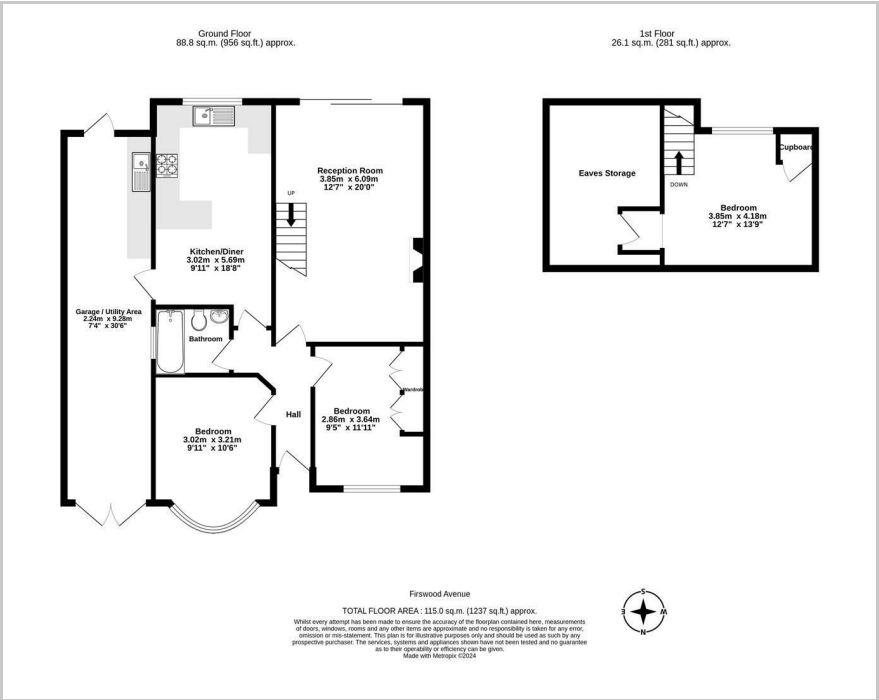 Ground Floor
88.8 sq.m. (956 sq.ft.) approx.
1st Floor
26.1 sq.m. (281 sq.ft.) approx.
Reception Room
3.85m x 6.09m
12'7" x 20'0"
UP
Kitchen/Diner
3.02m x 5.69m
9'11" x 18'8"
Garage / Utility Area
2.24m x 9.28m
7'4" x 30'6"
Bathroom
Wardrob
Hall
Bedroom
2.86m x 3.64m
9'5" x 11'11"
Bedroom
3.02m x 3.21m
9'11" x 10'6"
Eaves Storage
DOWN
Cupboard
Bedroom
3.85m x 4.18m
12'7" x 13'9"
Firswood Avenue
TOTAL FLOOR AREA : 115.0 sq.m. (1237 sq.ft.) approx.
Whilst every attempt has been made to ensure the accuracy of the floorplan contained here, measurements
of doors, windows, rooms and any other items are approximate and no responsibility is taken for any error,
omission or mis-statement. This plan is for illustrative purposes only and should be used as such by any
prospective purchaser. The services, systems and appliances shown have not been tested and no guarantee
as to their operability or efficiency can be given.
Made with Metropix ©2024
S
E
W
N